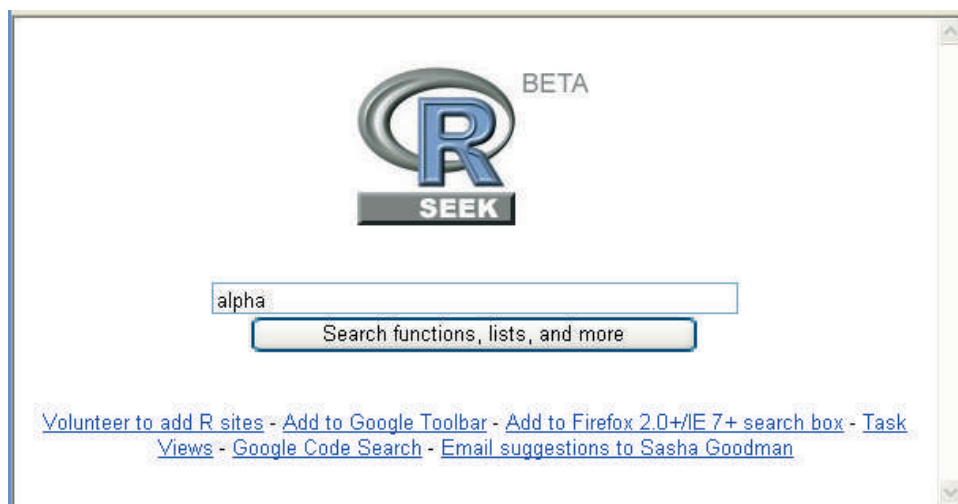 BETA
R
SEEK
alpha
Search functions, lists, and more
Volunteer to add R sites - Add to Google Toolbar - Add to Firefox 2.0+/IE 7+ search box - Task
Views - Google Code Search - Email suggestions to Sasha Goodman